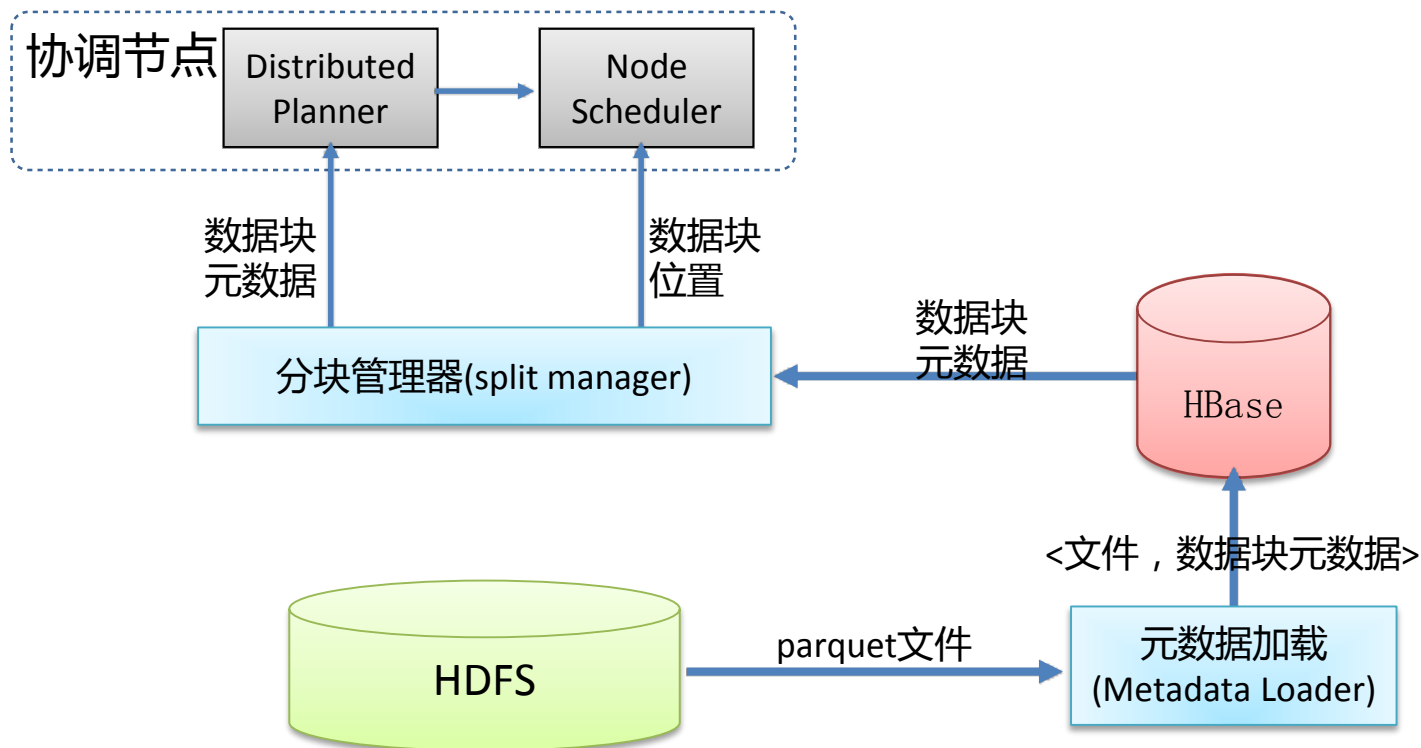 协调节点
Distributed
Planner
Node
Scheduler
数据块
元数据
数据块
位置
分块管理器(split manager)
数据块
元数据
HBase
<文件，数据块元数据>
HDFS
parquet文件
元数据加载
(Metadata Loader)